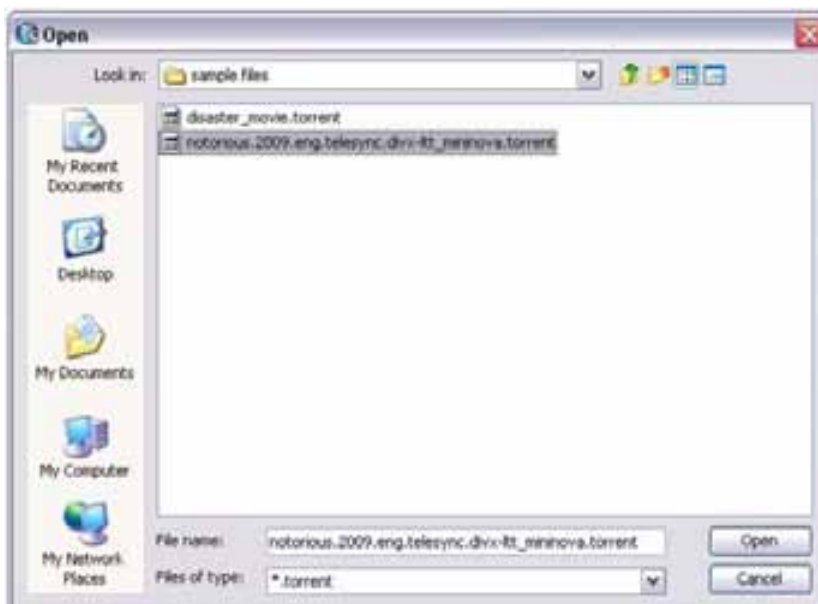 Open
Look in: sample files
disaster_movie.torrent
notorious.2009.eng.telesync.divx-ltt_mininova.torrent
My Recent
Documents
Desktop
My Documents
My Computer
My Network
Places
File name: notorious.2009.eng.telesync.divx-ltt_mininova.torrent
Open
Files of type: *.torrent
Cancel